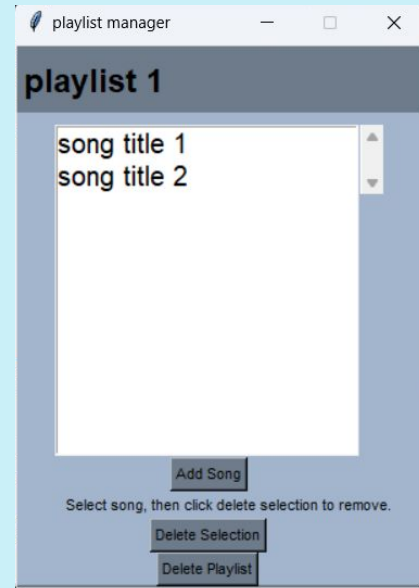 playlist manager
playlist 1
song title 1
song title 2
Add Song
Select song, then click delete selection to remove.
Delete Selection
Delete Playlist